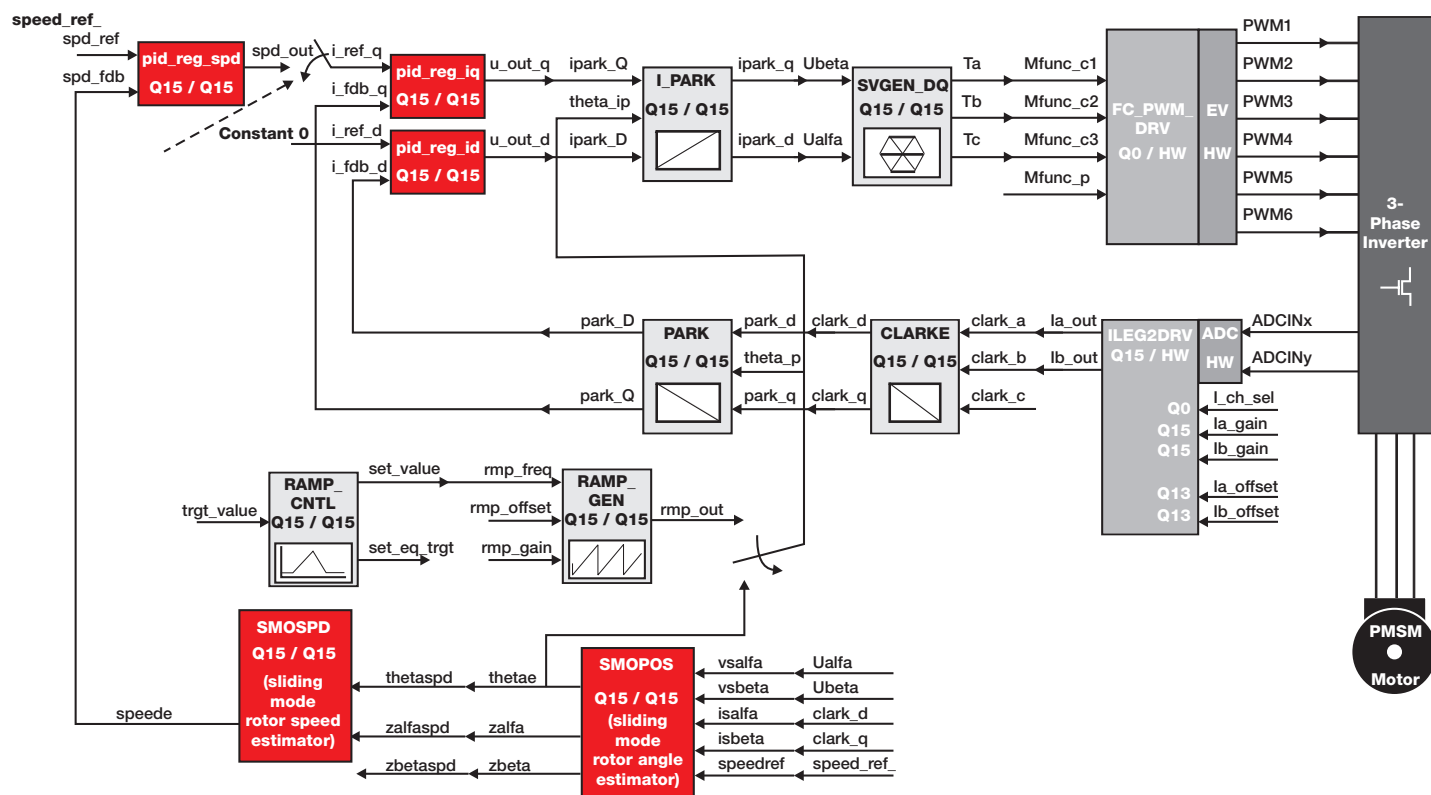 speed_ref_
spd_ref
spd_fdb
pid_reg_spd
Q15 / Q15
spd_out
i_ref_q
i_fdb_q
Constant 0
i_ref_d
i_fdb_d
pid_reg_iq
Q15 / Q15
pid_reg_id
Q15 / Q15
u_out_q
u_out_d
ipark_Q
theta_ip
ipark_D
I_PARK
Q15 / Q15
ipark_q
Ubeta
ipark_d
Ualfa
SVGEN_DQ
Q15 / Q15
Ta
Tb
Tc
Mfunc_c1
Mfunc_c2
Mfunc_c3
Mfunc_p
FC_PWM_
DRV
Q0 / HW
EV
HW
PWM1
PWM2
PWM3
PWM4
PWM5
PWM6
3-
Phase
Inverter
park_D
park_Q
PARK
Q15 / Q15
park_d
theta_p
park_q
clark_d
clark_q
CLARKE
Q15 / Q15
clark_a
clark_b
clark_c
Ia_out
Ib_out
ILEG2DRV
Q15 / HW
ADC
HW
ADCINx
ADCINy
Q0
I_ch_sel
Q15
Ia_gain
Q15
Ib_gain
Q13
Ia_offset
Q13
Ib_offset
trgt_value
RAMP_
CNTL
Q15 / Q15
set_value
set_eq_trgt
rmp_freq
rmp_offset
rmp_gain
RAMP_
GEN
Q15 / Q15
rmp_out
PMSM
Motor
speede
SMOSPD
Q15 / Q15
(sliding
mode
rotor speed
estimator)
thetaspd
thetae
zalfaspd
zalfa
zbetaspd
zbeta
SMOPOS
Q15 / Q15
(sliding
mode
rotor angle
estimator)
vsalfa
Ualfa
vsbeta
Ubeta
isalfa
clark_d
isbeta
clark_q
speedref
speed_ref_